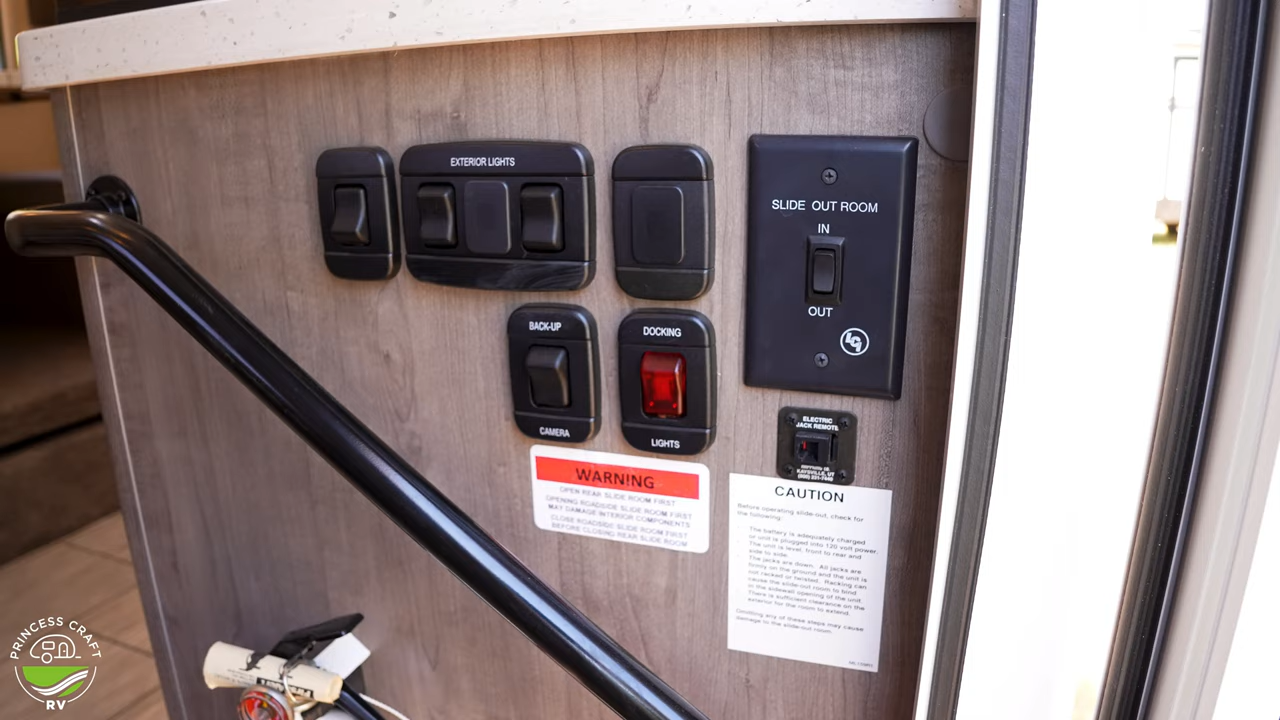 EXTERIOR LIGHTS
SLIDE OUT ROOM
IN
OUT
LCI
BACK-UP
CAMERA
DOCKING
LIGHTS
ELECTRIC
JACK REMOTE
KAYSVILLE, UT
WARNING
OPEN REAR SLIDE ROOM FIRST
OPENING ROADSIDE SLIDE ROOM FIRST
MAY DAMAGE INTERIOR COMPONENTS
CLOSE ROADSIDE SLIDE ROOM FIRST
BEFORE CLOSING REAR SLIDE ROOM
CAUTION
Before operating slide-out, check for
the following:
The battery is adequately charged
or unit is plugged into 120 volt power.
The unit is level, front to rear and
side to side.
The jacks are down. All jacks are
firmly on the ground and the unit is
not racked or twisted. Racking can
cause the slide-out room to bind
in the sidewall opening of the unit.
There is sufficient clearance on the
exterior for the room to extend.
Omitting any of these steps may cause
damage to the slide-out room.
PRINCESS CRAFT
RV